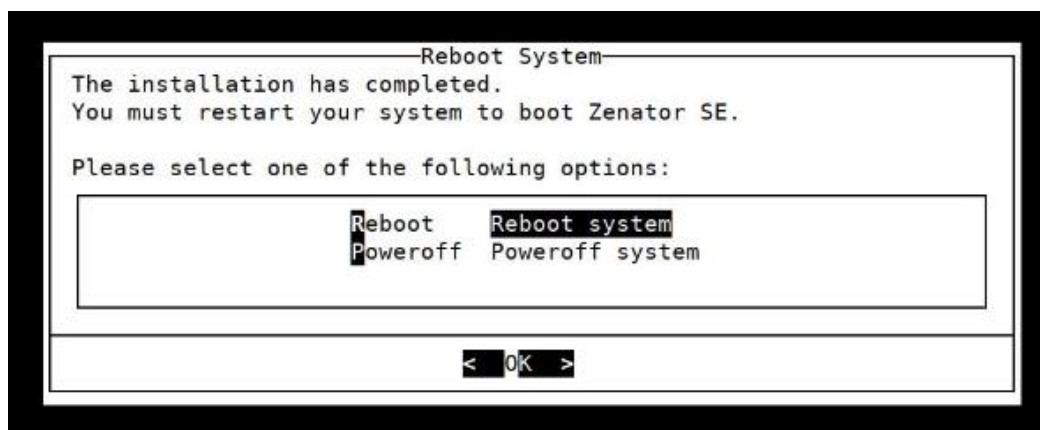 Reboot System
The installation has completed.
You must restart your system to boot Zenator SE.
Please select one of the following options:
Reboot Reboot system
Poweroff Poweroff system
< OK >